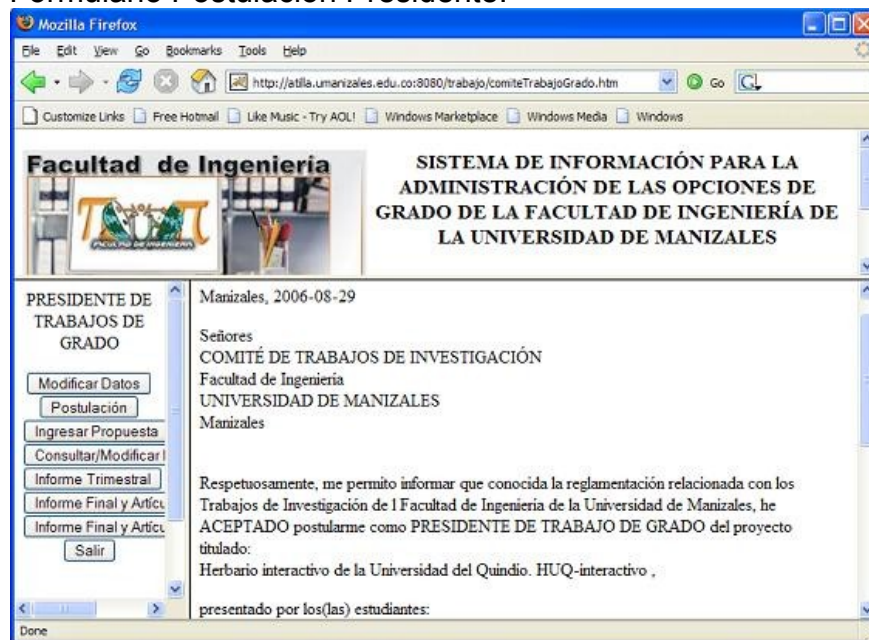 Formulario Postulación Presidente.
Mozilla Firefox
File Edit View Go Bookmarks Tools Help
http://atilla.umanizales.edu.co:8080/trabajo/comiteTrabajoGrado.htm Go
Customize Links Free Hotmail Like Music - Try AOL! Windows Marketplace Windows Media Windows
Facultad de Ingeniería
FACULTAD DE INGENIERIA
SISTEMA DE INFORMACIÓN PARA LA
ADMINISTRACIÓN DE LAS OPCIONES DE
GRADO DE LA FACULTAD DE INGENIERÍA DE
LA UNIVERSIDAD DE MANIZALES
PRESIDENTE DE
TRABAJOS DE
GRADO
Modificar Datos
Postulación
Ingresar Propuesta
Consultar/Modificar
Informe Trimestral
Informe Final y Artícu
Informe Final y Artícu
Salir
Manizales, 2006-08-29
Señores
COMITÉ DE TRABAJOS DE INVESTIGACIÓN
Facultad de Ingeniería
UNIVERSIDAD DE MANIZALES
Manizales
Respetuosamente, me permito informar que conocida la reglamentación relacionada con los
Trabajos de Investigación de l Facultad de Ingeniería de la Universidad de Manizales, he
ACEPTADO postularme como PRESIDENTE DE TRABAJO DE GRADO del proyecto
titulado:
Herbario interactivo de la Universidad del Quindio. HUQ-interactivo ,
presentado por los(las) estudiantes:
Done